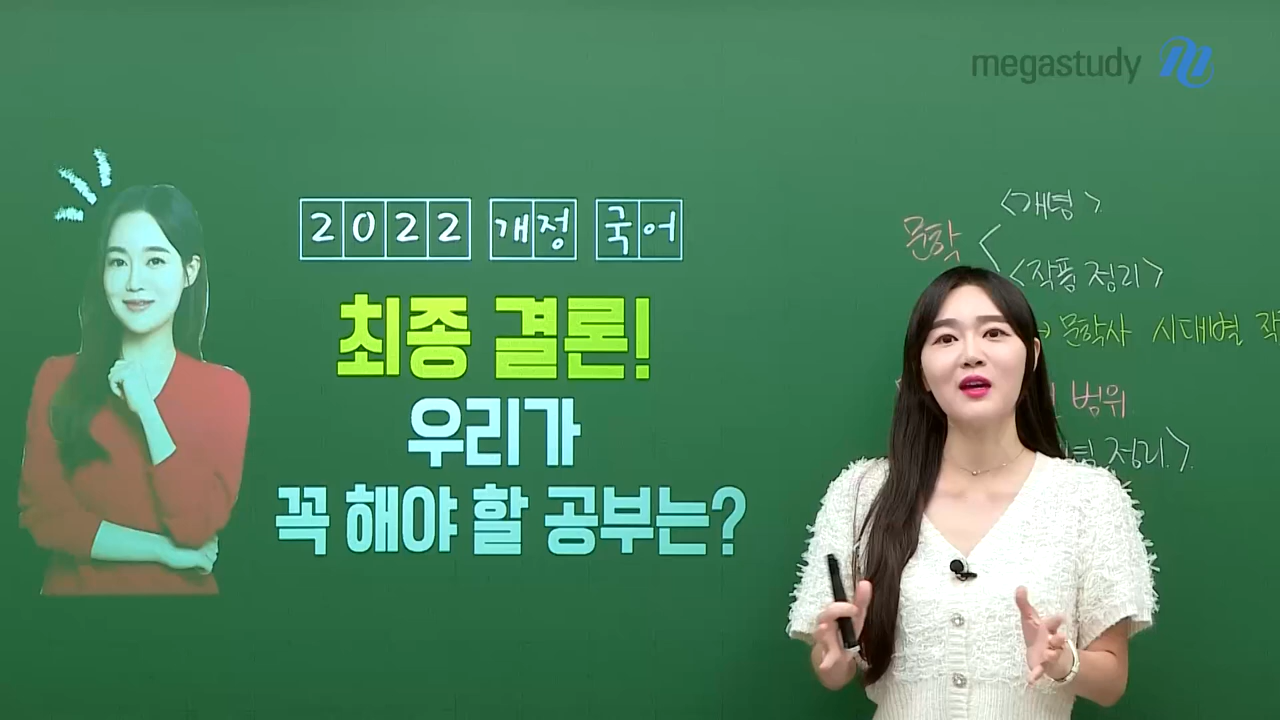 megastudy
2022 개정 국어
최종 결론!
우리가
꼭 해야 할 공부는?
<개념>
문학
<작품 정리>
문학사 시대별
범위
정리>